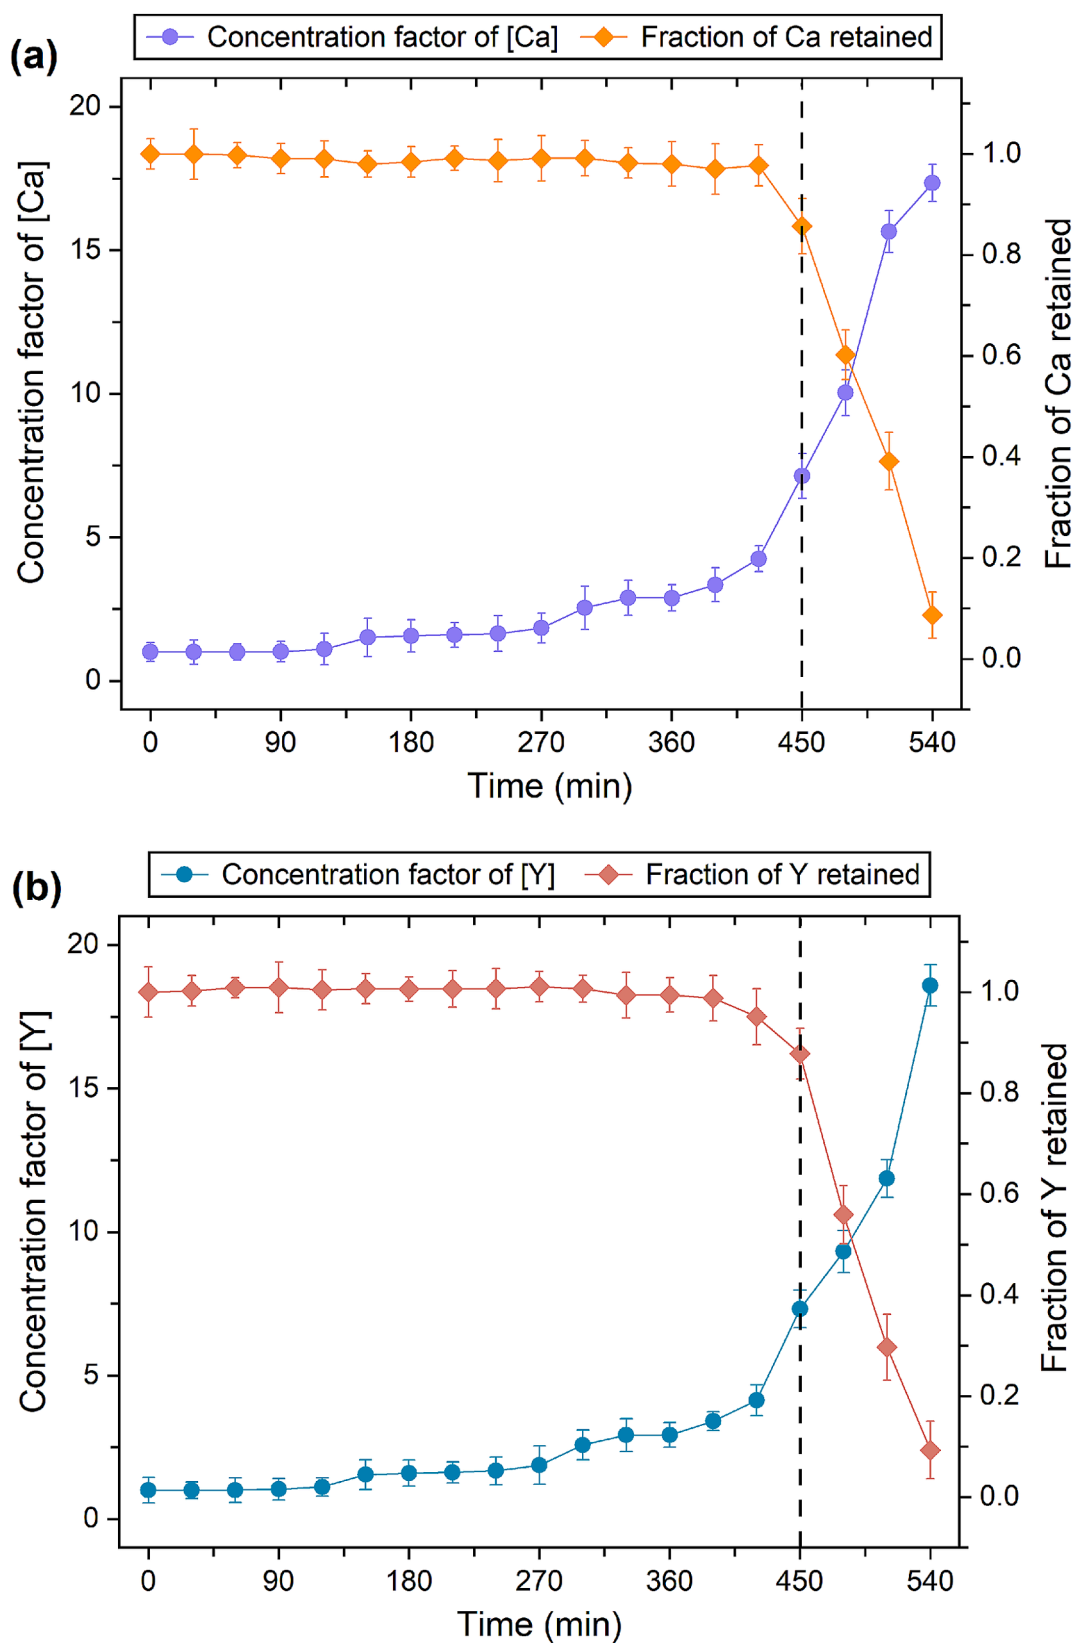 (a)
Concentration factor of [Ca] Fraction of Ca retained
20
15
10
5
0
Concentration factor of [Ca]
1.0
0.8
0.6
0.4
0.2
0.0
Fraction of Ca retained
0 90 180 270 360 450 540
Time (min)
(b)
Concentration factor of [Y] Fraction of Y retained
20
15
10
5
0
Concentration factor of [Y]
1.0
0.8
0.6
0.4
0.2
0.0
Fraction of Y retained
0 90 180 270 360 450 540
Time (min)